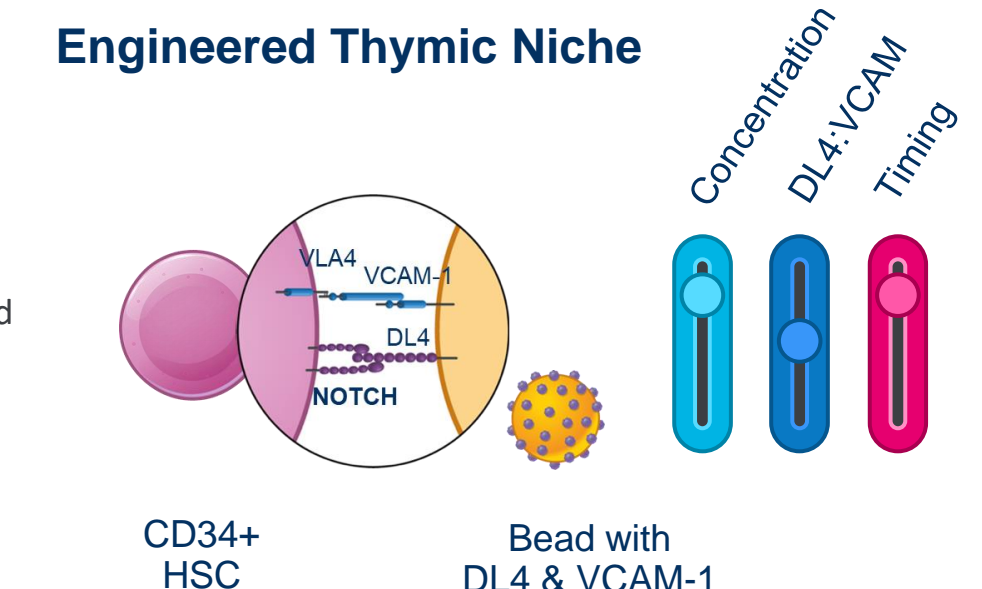 Engineered Thymic Niche
Concentration
DL4:VCAM
Timing
VLA4
VCAM-1
d
DL4
NOTCH
CD34+
HSC
Bead with
DL4 & VCAM-1